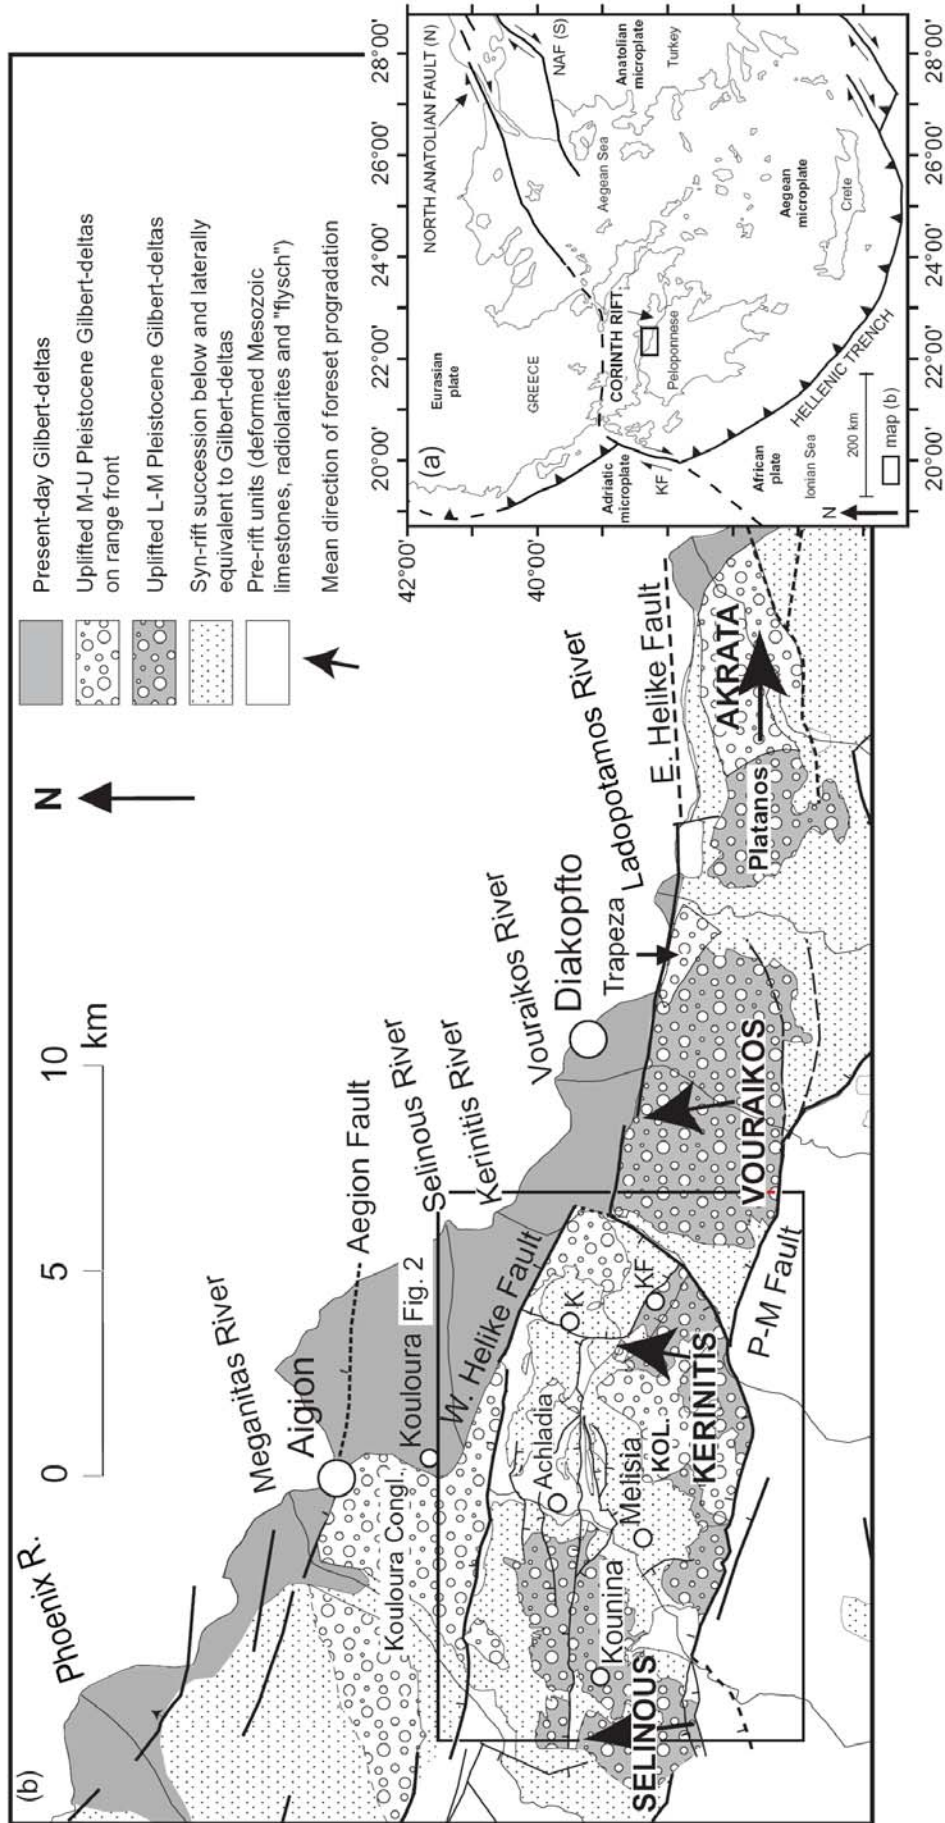 (b)
Phoenix R.
Meganitas River
Aigion
Aegion Fault
Selinous River
Kerinitis River
Vouraikos River
Diakopfto
Trapeza
Ladopotamos River
E. Helike Fault
Kouloura Congl.
Kouloura
Fig. 2
W. Helike Fault
Achladia
K
KF
Melisia
KOL.
Kounina
SELINOUS
KERINITIS
P-M Fault
VOURAIKOS
Platanos
AKRATA
0
5
10
km
N
Present-day Gilbert-deltas
Uplifted M-U Pleistocene Gilbert-deltas
on range front
Uplifted L-M Pleistocene Gilbert-deltas
Syn-rift succession below and laterally
equivalent to Gilbert-deltas
Pre-rift units (deformed Mesozoic
limestones, radiolarites and "flysch")
Mean direction of foreset progradation
42°00'
40°00'
20°00'
22°00'
24°00'
26°00'
28°00'
(a)
Eurasian
plate
NORTH ANATOLIAN FAULT (N)
NAF (S)
GREECE
Anatolian
microplate
Turkey
Aegean Sea
Adriatic
microplate
KF
CORINTH RIFT
Peloponnese
Aegean
microplate
Crete
African
plate
Ionian Sea
HELLENIC TRENCH
N
200 km
map (b)